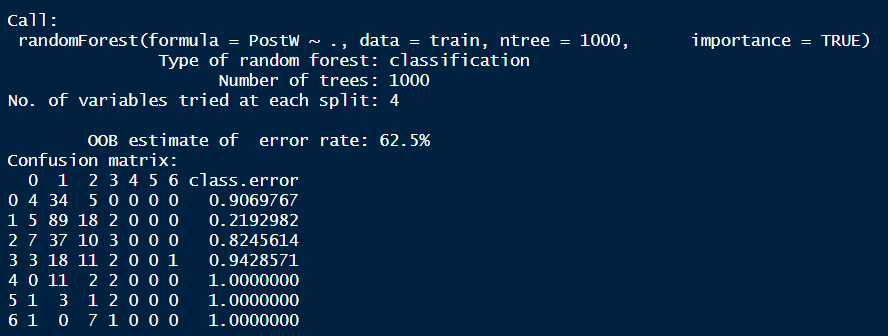 Call:
 randomForest(formula = PostW ~ ., data = train, ntree = 1000,      importance = TRUE)
               Type of random forest: classification
                     Number of trees: 1000
No. of variables tried at each split: 4

        OOB estimate of  error rate: 62.5%
Confusion matrix:
  0  1  2 3 4 5 6 class.error
0 4 34  5 0 0 0 0   0.9069767
1 5 89 18 2 0 0 0   0.2192982
2 7 37 10 3 0 0 0   0.8245614
3 3 18 11 2 0 0 1   0.9428571
4 0 11  2 2 0 0 0   1.0000000
5 1  3  1 2 0 0 0   1.0000000
6 1  0  7 1 0 0 0   1.0000000